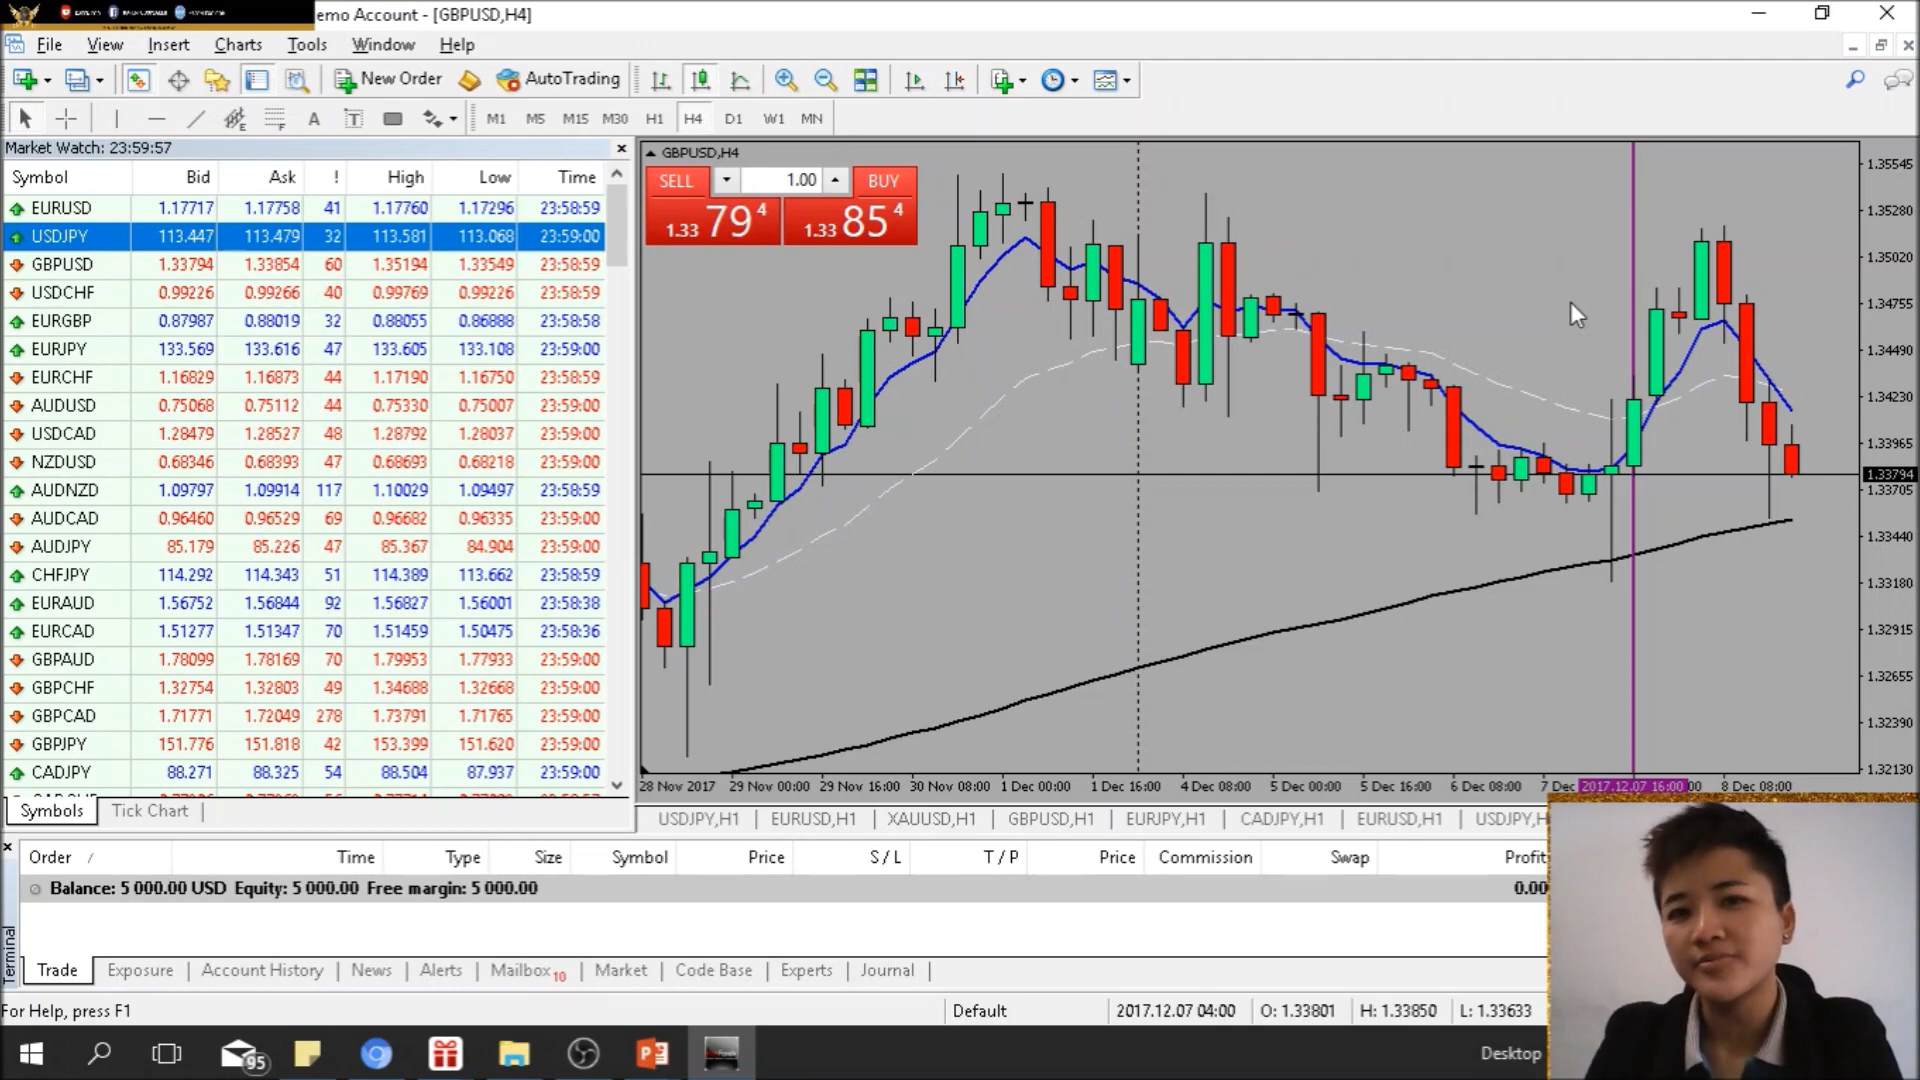 emo Account - [GBPUSD,H4]
File View Insert Charts Tools Window Help
New Order AutoTrading
A T M1 M5 M15 M30 H1 H4 D1 W1 MN
Market Watch: 23:59:57
Symbol Bid Ask ! High Low Time
EURUSD 1.17717 1.17758 41 1.17760 1.17296 23:58:59
USDJPY 113.447 113.479 32 113.581 113.068 23:59:00
GBPUSD 1.33794 1.33854 60 1.35194 1.33549 23:58:59
USDCHF 0.99226 0.99266 40 0.99769 0.99226 23:58:59
EURGBP 0.87987 0.88019 32 0.88055 0.86888 23:58:58
EURJPY 133.569 133.616 47 133.605 133.108 23:59:00
EURCHF 1.16829 1.16873 44 1.17190 1.16750 23:58:59
AUDUSD 0.75068 0.75112 44 0.75330 0.75007 23:59:00
USDCAD 1.28479 1.28527 48 1.28792 1.28037 23:59:00
NZDUSD 0.68346 0.68393 47 0.68693 0.68218 23:59:00
AUDNZD 1.09797 1.09914 117 1.10029 1.09497 23:58:59
AUDCAD 0.96460 0.96529 69 0.96682 0.96335 23:59:00
AUDJPY 85.179 85.226 47 85.367 84.904 23:59:00
CHFJPY 114.292 114.343 51 114.389 113.662 23:58:59
EURAUD 1.56752 1.56844 92 1.56827 1.56001 23:58:38
EURCAD 1.51277 1.51347 70 1.51459 1.50475 23:58:36
GBPAUD 1.78099 1.78169 70 1.79953 1.77933 23:59:00
GBPCHF 1.32754 1.32803 49 1.34688 1.32668 23:59:00
GBPCAD 1.71771 1.72049 278 1.73791 1.71765 23:59:00
GBPJPY 151.776 151.818 42 153.399 151.620 23:59:00
CADJPY 88.271 88.325 54 88.504 87.937 23:59:00
Symbols Tick Chart
GBPUSD,H4
SELL 1.00 BUY
1.33 79 4 1.33 85 4
1.35545
1.35280
1.35020
1.34755
1.34490
1.34230
1.33965
1.33794
1.33705
1.33440
1.33180
1.32915
1.32655
1.32390
1.32130
28 Nov 2017 29 Nov 00:00 29 Nov 16:00 30 Nov 08:00 1 Dec 00:00 1 Dec 16:00 4 Dec 08:00 5 Dec 00:00 5 Dec 16:00 6 Dec 08:00 7 Dec 2017.12.07 16:00 00 8 Dec 08:00
USDJPY,H1 EURUSD,H1 XAUUSD,H1 GBPUSD,H1 EURJPY,H1 CADJPY,H1 EURUSD,H1 USDJPY,H
Order / Time Type Size Symbol Price S / L T / P Price Commission Swap Profit
Balance: 5 000.00 USD Equity: 5 000.00 Free margin: 5 000.00 0.00
Terminal
Trade Exposure Account History News Alerts Mailbox 10 Market Code Base Experts Journal
For Help, press F1 Default 2017.12.07 04:00 O: 1.33801 H: 1.33850 L: 1.33633
95 Desktop